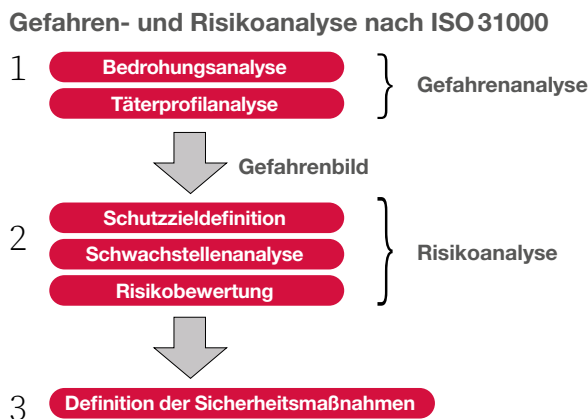 Gefahren- und Risikoanalyse nach ISO 31000
1
Bedrohungsanalyse
Täterprofilanalyse
Gefahrenanalyse
Gefahrenbild
2
Schutzzieldefinition
Schwachstellenanalyse
Risikobewertung
Risikoanalyse
3
Definition der Sicherheitsmaßnahmen